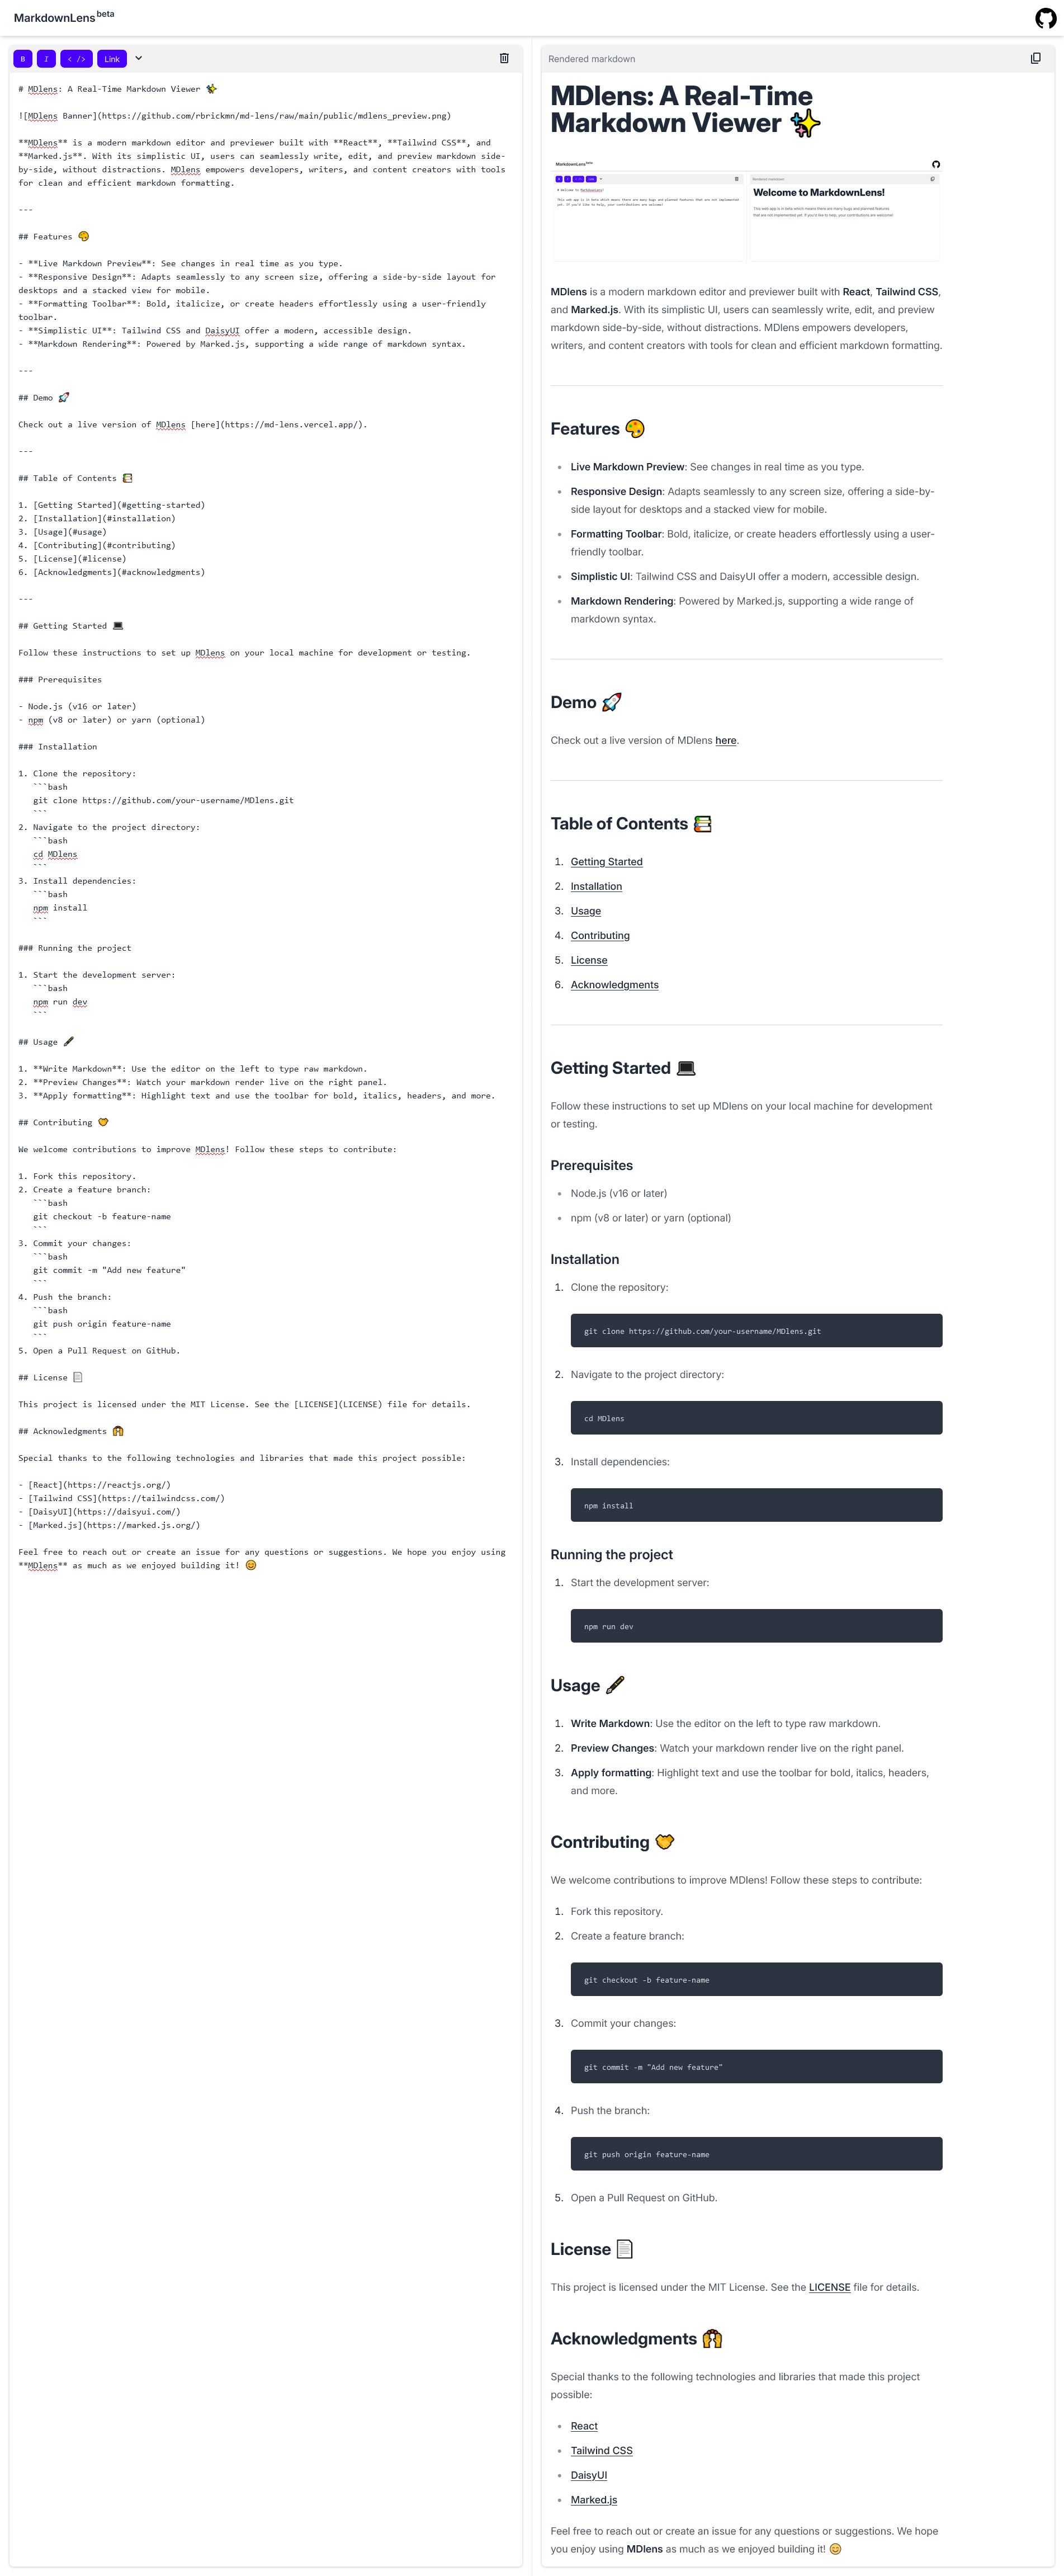 MarkdownLens beta
B I < /> Link
# MDlens: A Real-Time Markdown Viewer ✨
![MDlens Banner](https://github.com/rbrickmn/md-lens/raw/main/public/mdlens_preview.png)
**MDlens** is a modern markdown editor and previewer built with **React**, **Tailwind CSS**, and
**Marked.js**. With its simplistic UI, users can seamlessly write, edit, and preview markdown side-
by-side, without distractions. MDlens empowers developers, writers, and content creators with tools
for clean and efficient markdown formatting.
---
## Features 🎨
- **Live Markdown Preview**: See changes in real time as you type.
- **Responsive Design**: Adapts seamlessly to any screen size, offering a side-by-side layout for
desktops and a stacked view for mobile.
- **Formatting Toolbar**: Bold, italicize, or create headers effortlessly using a user-friendly
toolbar.
- **Simplistic UI**: Tailwind CSS and DaisyUI offer a modern, accessible design.
- **Markdown Rendering**: Powered by Marked.js, supporting a wide range of markdown syntax.
---
## Demo 🚀
Check out a live version of MDlens [here](https://md-lens.vercel.app/).
---
## Table of Contents 📚
1. [Getting Started](#getting-started)
2. [Installation](#installation)
3. [Usage](#usage)
4. [Contributing](#contributing)
5. [License](#license)
6. [Acknowledgments](#acknowledgments)
---
## Getting Started 💻
Follow these instructions to set up MDlens on your local machine for development or testing.
### Prerequisites
- Node.js (v16 or later)
- npm (v8 or later) or yarn (optional)
### Installation
1. Clone the repository:
```bash
git clone https://github.com/your-username/MDlens.git
```
2. Navigate to the project directory:
```bash
cd MDlens
```
3. Install dependencies:
```bash
npm install
```
### Running the project
1. Start the development server:
```bash
npm run dev
```
## Usage 🖌️
1. **Write Markdown**: Use the editor on the left to type raw markdown.
2. **Preview Changes**: Watch your markdown render live on the right panel.
3. **Apply formatting**: Highlight text and use the toolbar for bold, italics, headers, and more.
## Contributing 🤝
We welcome contributions to improve MDlens! Follow these steps to contribute:
1. Fork this repository.
2. Create a feature branch:
```bash
git checkout -b feature-name
```
3. Commit your changes:
```bash
git commit -m "Add new feature"
```
4. Push the branch:
```bash
git push origin feature-name
```
5. Open a Pull Request on GitHub.
## License 📄
This project is licensed under the MIT License. See the [LICENSE](LICENSE) file for details.
## Acknowledgments 🙌
Special thanks to the following technologies and libraries that made this project possible:
- [React](https://reactjs.org/)
- [Tailwind CSS](https://tailwindcss.com/)
- [DaisyUI](https://daisyui.com/)
- [Marked.js](https://marked.js.org/)
Feel free to reach out or create an issue for any questions or suggestions. We hope you enjoy using
**MDlens** as much as we enjoyed building it! 😊
Rendered markdown
MDlens: A Real-Time
Markdown Viewer ✨
MarkdownLens beta
Link
# Welcome to MarkdownLens!
This web app is in beta which means there are many bugs and planned features that are not implemented
yet. If you'd like to help, your contributions are welcome!
Rendered markdown
Welcome to MarkdownLens!
This web app is in beta which means there are many bugs and planned features
that are not implemented yet. If you'd like to help, your contributions are welcome!
MDlens is a modern markdown editor and previewer built with React, Tailwind CSS,
and Marked.js. With its simplistic UI, users can seamlessly write, edit, and preview
markdown side-by-side, without distractions. MDlens empowers developers,
writers, and content creators with tools for clean and efficient markdown formatting.
Features 🎨
• Live Markdown Preview: See changes in real time as you type.
• Responsive Design: Adapts seamlessly to any screen size, offering a side-by-
side layout for desktops and a stacked view for mobile.
• Formatting Toolbar: Bold, italicize, or create headers effortlessly using a user-
friendly toolbar.
• Simplistic UI: Tailwind CSS and DaisyUI offer a modern, accessible design.
• Markdown Rendering: Powered by Marked.js, supporting a wide range of
markdown syntax.
Demo 🚀
Check out a live version of MDlens here.
Table of Contents 📚
1. Getting Started
2. Installation
3. Usage
4. Contributing
5. License
6. Acknowledgments
Getting Started 💻
Follow these instructions to set up MDlens on your local machine for development
or testing.
Prerequisites
• Node.js (v16 or later)
• npm (v8 or later) or yarn (optional)
Installation
1. Clone the repository:
git clone https://github.com/your-username/MDlens.git
2. Navigate to the project directory:
cd MDlens
3. Install dependencies:
npm install
Running the project
1. Start the development server:
npm run dev
Usage 🖌️
1. Write Markdown: Use the editor on the left to type raw markdown.
2. Preview Changes: Watch your markdown render live on the right panel.
3. Apply formatting: Highlight text and use the toolbar for bold, italics, headers,
and more.
Contributing 🤝
We welcome contributions to improve MDlens! Follow these steps to contribute:
1. Fork this repository.
2. Create a feature branch:
git checkout -b feature-name
3. Commit your changes:
git commit -m "Add new feature"
4. Push the branch:
git push origin feature-name
5. Open a Pull Request on GitHub.
License 📄
This project is licensed under the MIT License. See the LICENSE file for details.
Acknowledgments 🙌
Special thanks to the following technologies and libraries that made this project
possible:
• React
• Tailwind CSS
• DaisyUI
• Marked.js
Feel free to reach out or create an issue for any questions or suggestions. We hope
you enjoy using MDlens as much as we enjoyed building it! 😊